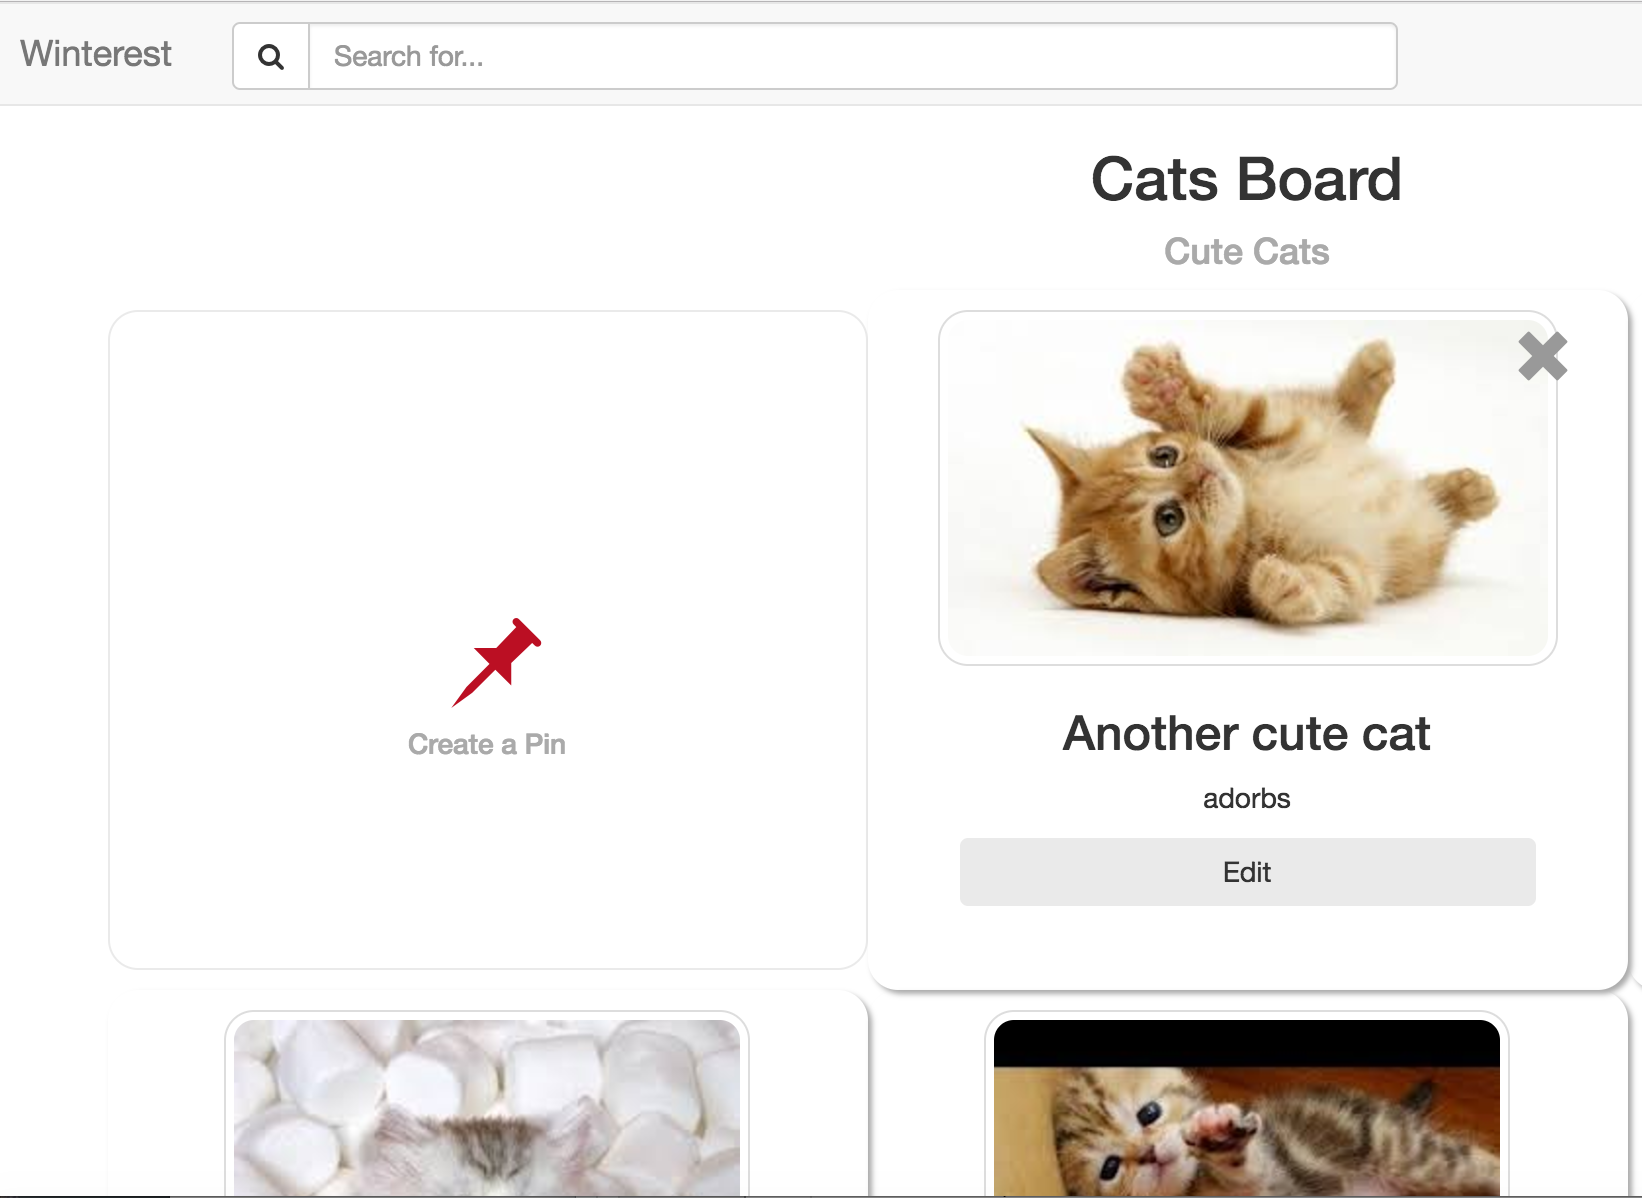 Winterest
Search for...
Cats Board
Cute Cats
Create a Pin
Another cute cat
adorbs
Edit